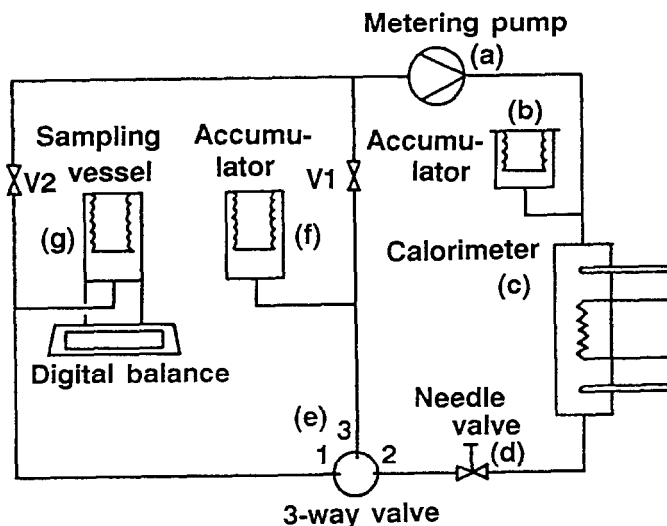 Metering pump
(a)
(b)
Sampling
vessel
Accumu-
lator
Accumu-
lator
V2
V1
(g)
(f)
Calorimeter
(c)
Digital balance
Needle
valve
(e)
3
(d)
1
2
3-way valve